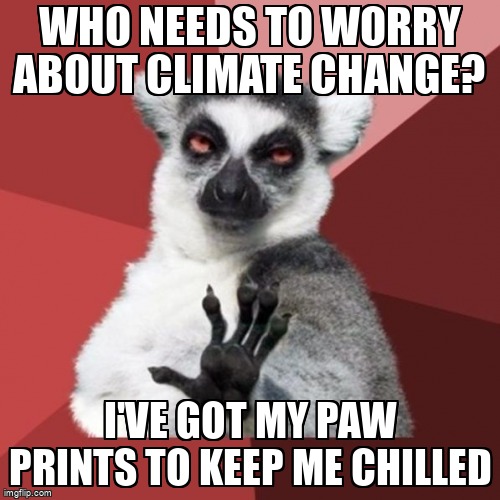 WHO NEEDS TO WORRY
ABOUT CLIMATE CHANGE?
I'VE GOT MY PAW
PRINTS TO KEEP ME CHILLED
imgflip.com